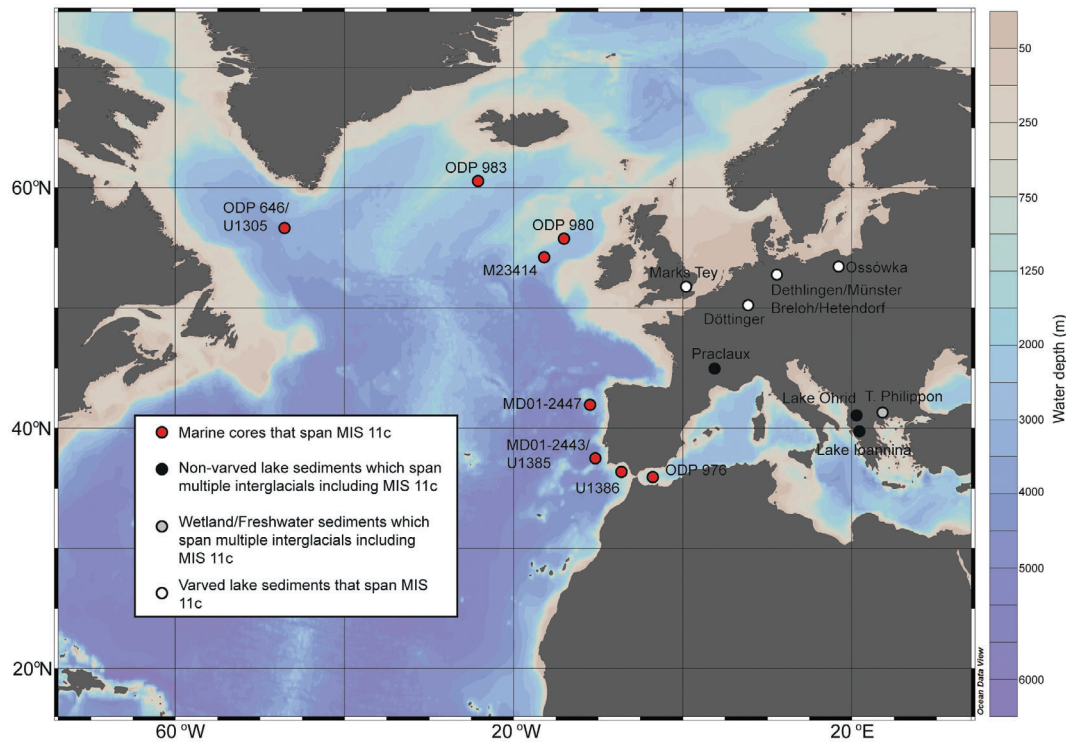 ODP 983
60°N
ODP 646/
U1305
ODP 980
M23414
Marks Tey
Ossówka
Dethlingen/Münster
Breloh/Hetendorf
Döttinger
Praclaux
Lake Ohrid
T. Philippon
MD01-2447
40°N
Lake Ioannina
MD01-2443/
U1385
U1386
ODP 976
Marine cores that span MIS 11c
Non-varved lake sediments which span
multiple interglacials including MIS 11c
Wetland/Freshwater sediments which
span multiple interglacials including
MIS 11c
Varved lake sediments that span MIS
11c
20°N
60 °W
20 °W
20 °E
Ocean Data View
50
250
750
1250
2000
3000
4000
5000
6000
Water depth (m)